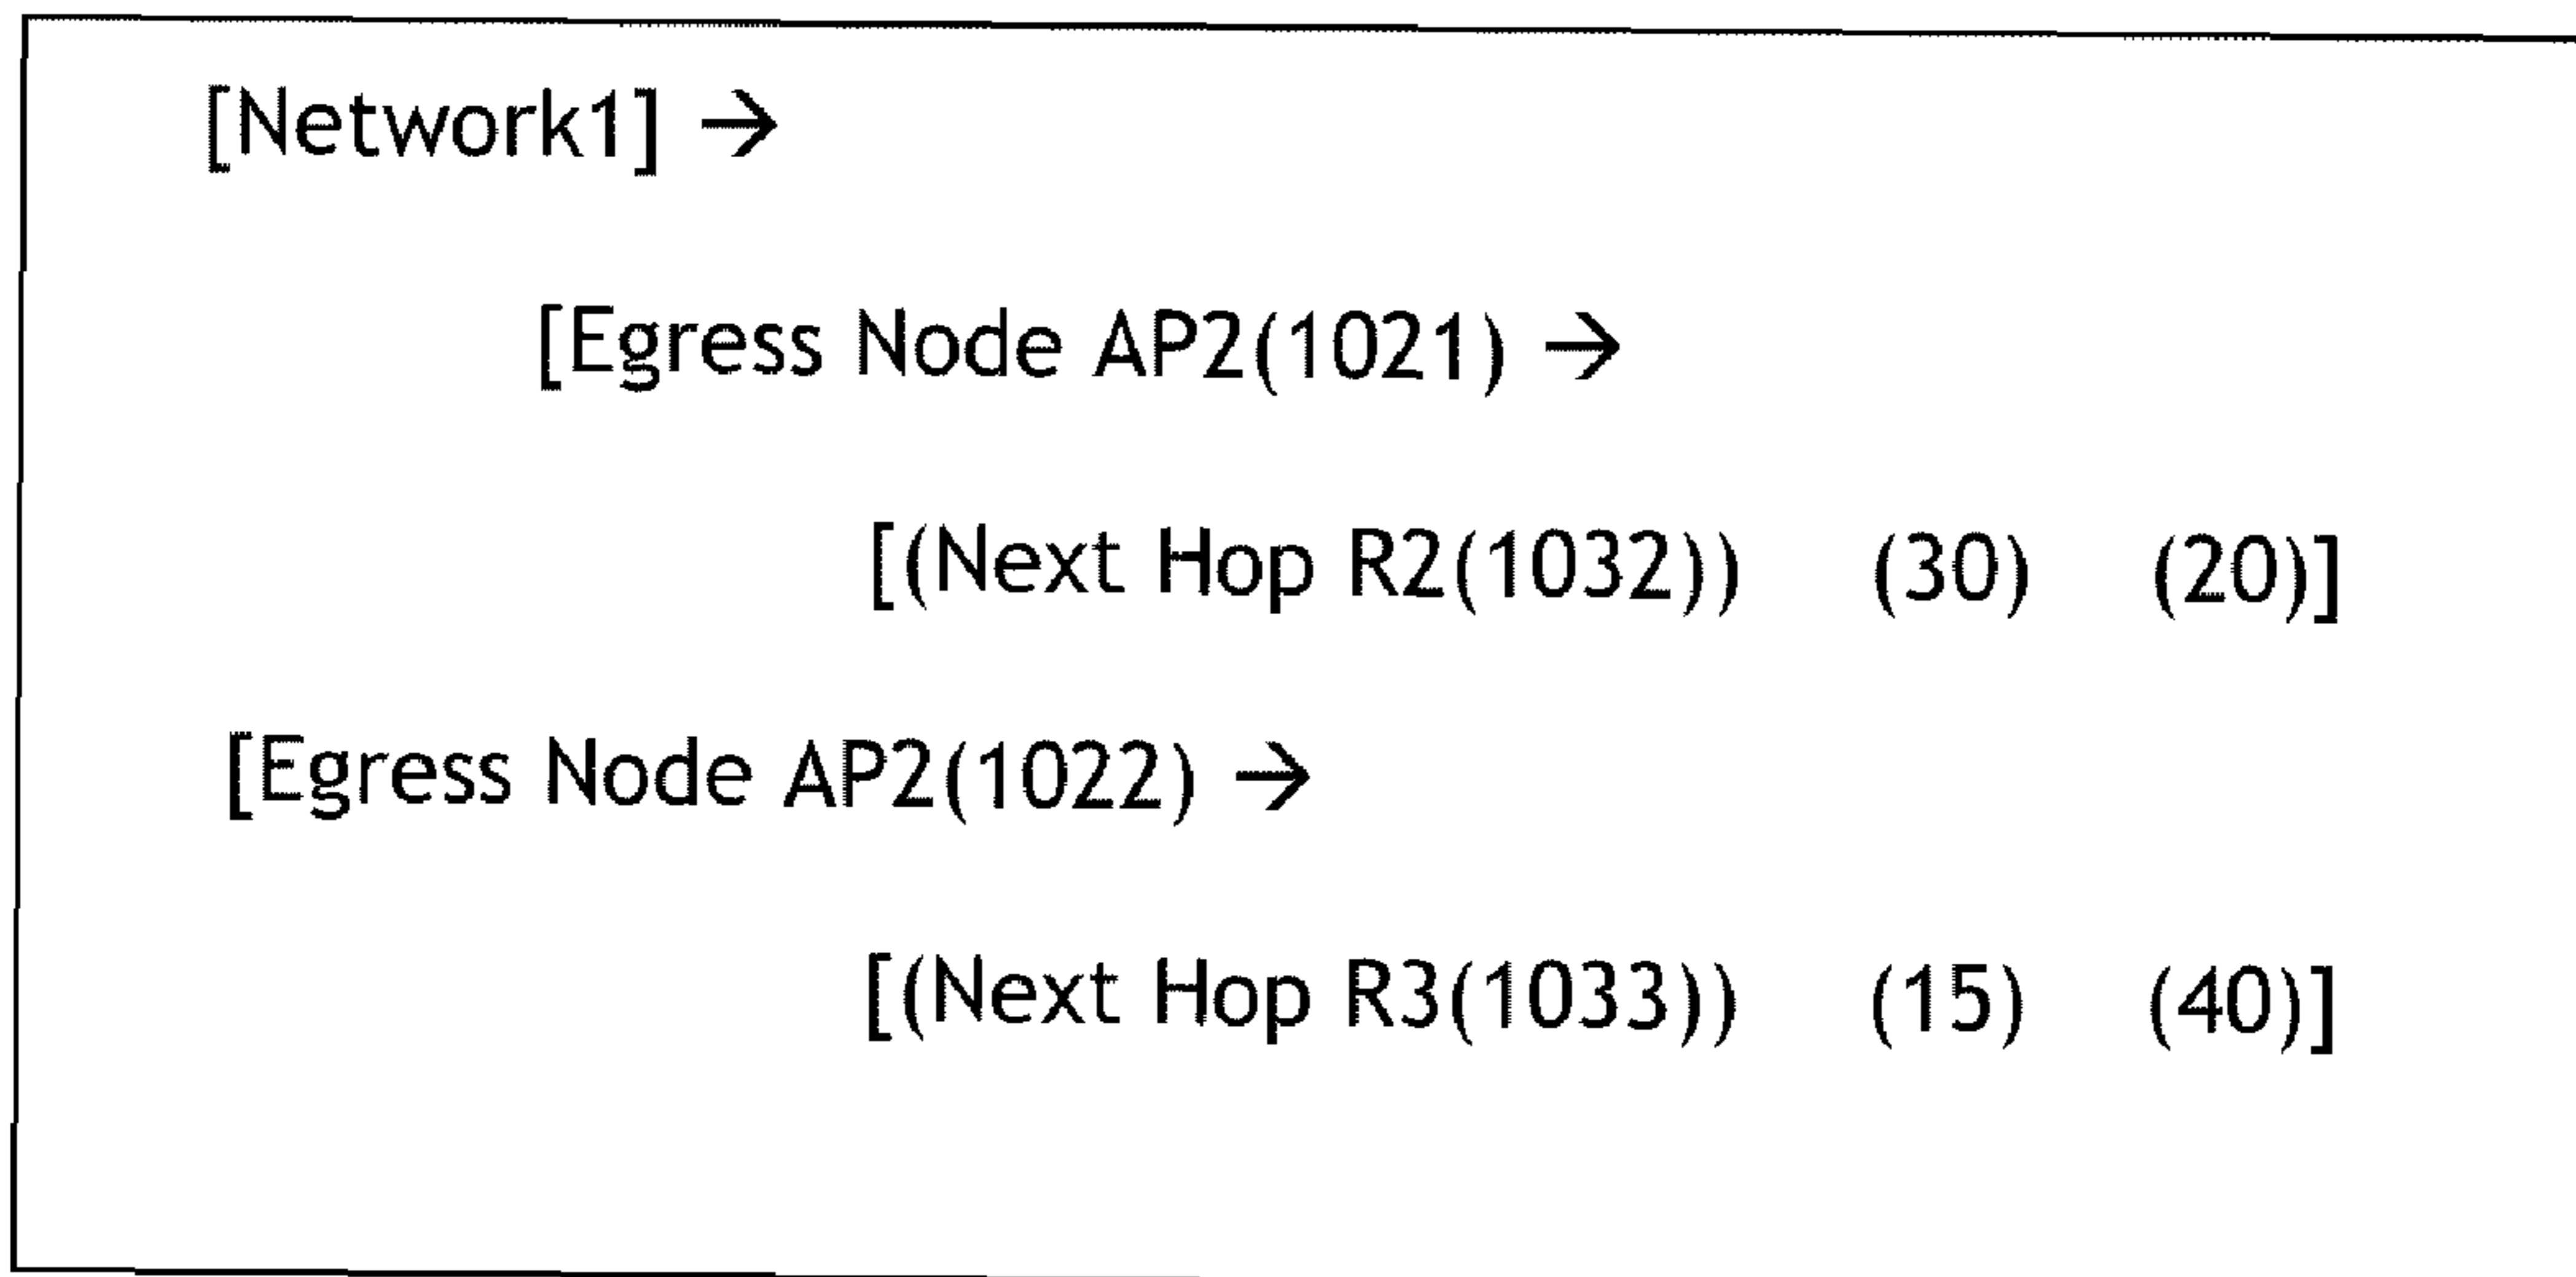 [Network1] →
[Egress Node AP2(1021) →
[(Next Hop R2(1032)) (30) (20)]
[Egress Node AP2(1022) →
[(Next Hop R3(1033)) (15) (40)]